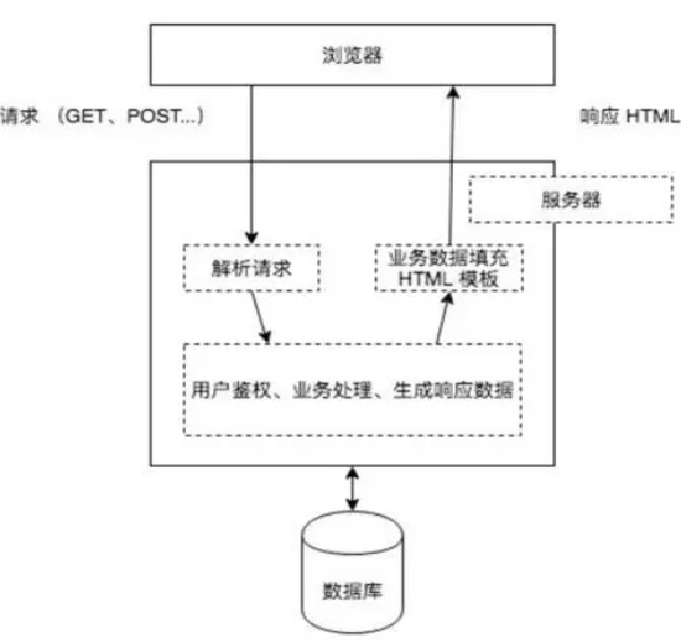 浏览器
请求 （GET、POST...）
响应 HTML
服务器
解析请求
业务数据填充
HTML 模板
用户鉴权、业务处理、生成响应数据
数据库